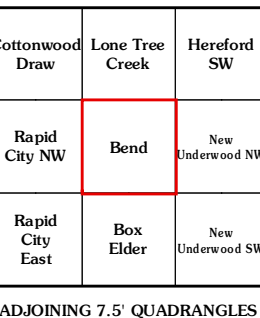 Cottonwood Draw
Lone Tree Creek
Hereford SW
Rapid City NW
Bend
New Underwood NW
Rapid City East
Box Elder
New Underwood SW
ADJOINING 7.5' QUADRANGLES